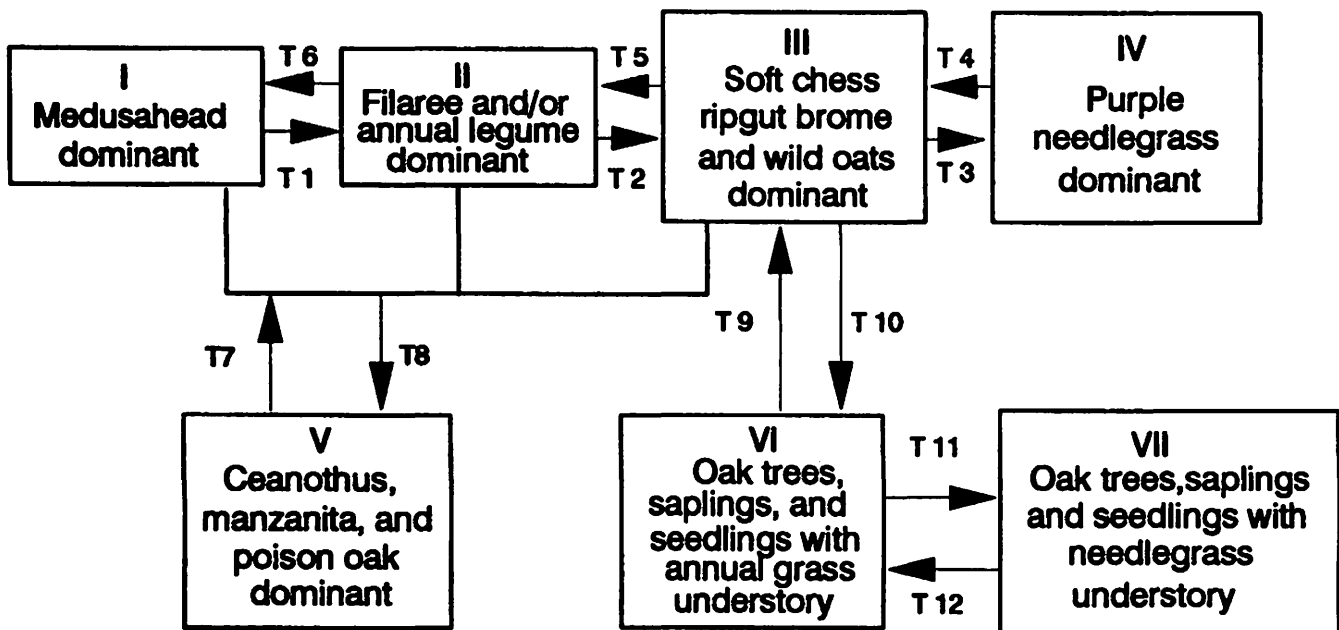 I
Medusahead
dominant
T 6
T 1
II
Filaree and/or
annual legume
dominant
T 5
T 2
III
Soft chess
ripgut brome
and wild oats
dominant
T 4
T 3
IV
Purple
needlegrass
dominant
T7
T8
T 9
T 10
V
Ceanothus,
manzanita, and
poison oak
dominant
VI
Oak trees,
saplings, and
seedlings with
annual grass
understory
T 11
T 12
VII
Oak trees,saplings
and seedlings with
needlegrass
understory